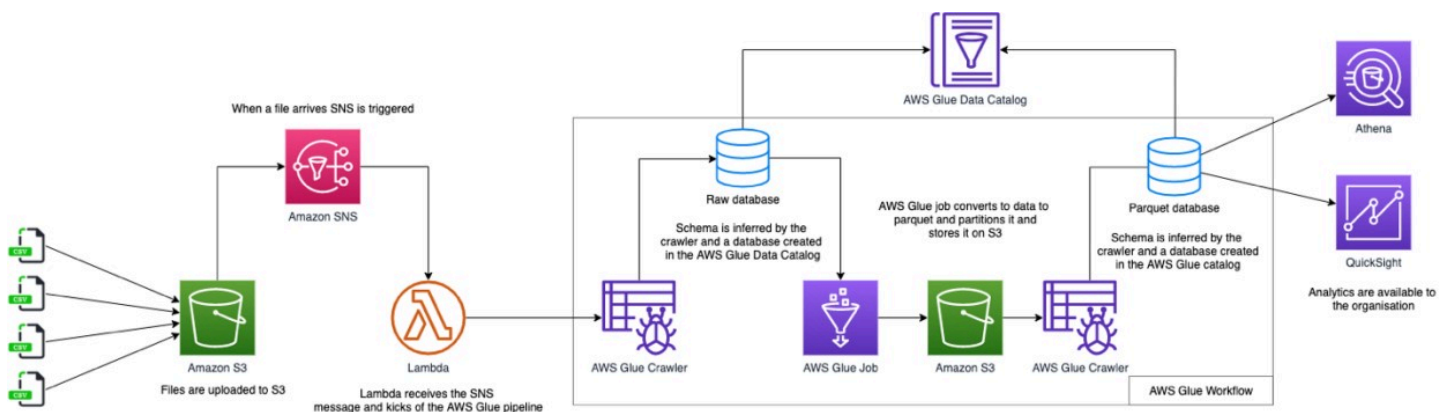 AWS Glue Data Catalog
When a file arrives SNS is triggered
Athena
Amazon SNS
Raw database
AWS Glue job converts to data to
parquet and partitions it and
stores it on S3
Parquet database
Schema is inferred by the
crawler and a database created
in the AWS Glue Data Catalog
Schema is inferred by the
crawler and a database created
in the AWS Glue catalog
QuickSight
Analytics are available to
the organisation
CSV
CSV
CSV
CSV
Amazon S3
Files are uploaded to S3
Lambda
Lambda receives the SNS
message and kicks of the AWS Glue pipeline
AWS Glue Crawler
AWS Glue Job
Amazon S3
AWS Glue Crawler
AWS Glue Workflow